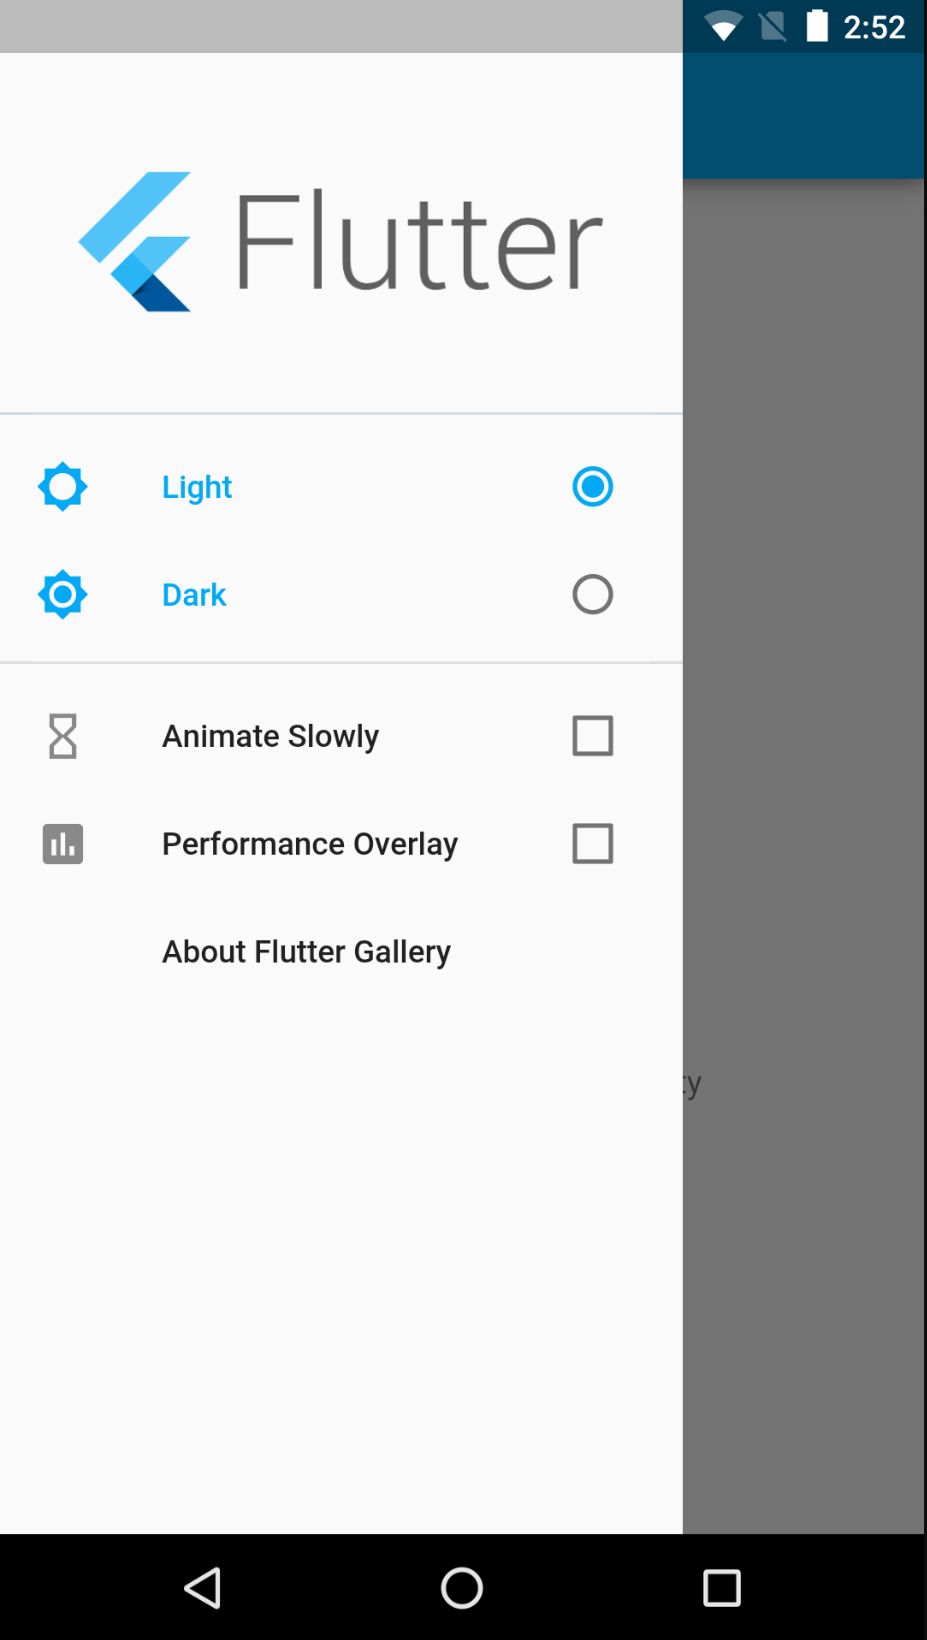 2:52
Flutter
Light
Dark
Animate Slowly
Performance Overlay
About Flutter Gallery